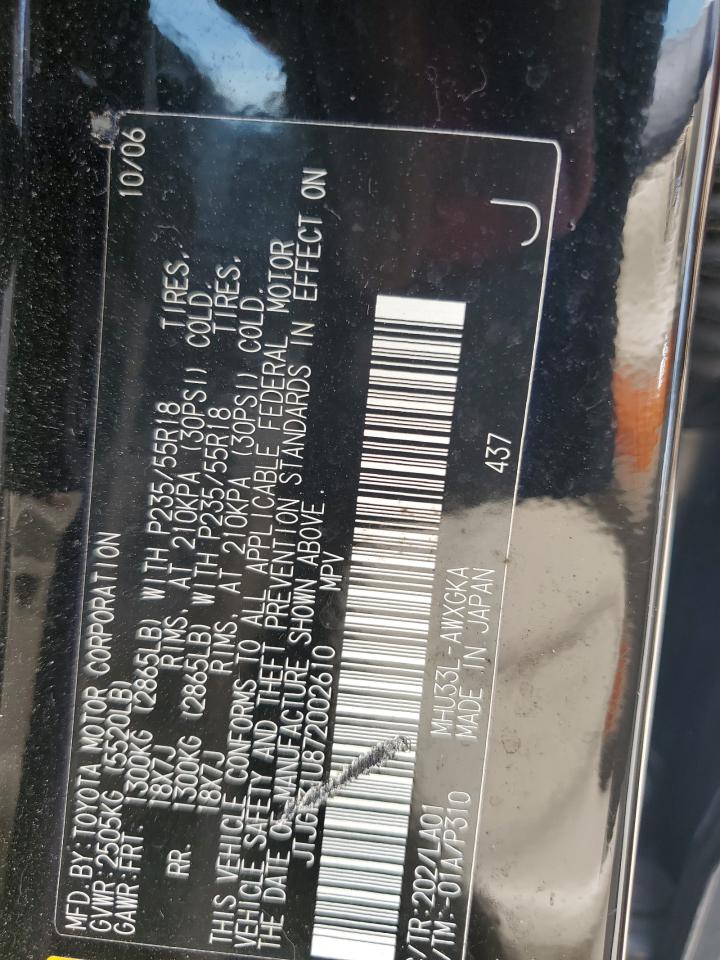 MFD. BY: TOYOTA MOTOR CORPORATION 10/06
GVWR: 2505KG (5520LB)
GAWR: FRT. 1300KG (2865LB) WITH P235/55R18 TIRES,
18X7J RIMS, AT 210KPA (30PSI) COLD.
RR. 1300KG (2865LB) WITH P235/55R18 TIRES,
18X7J RIMS, AT 210KPA (30PSI) COLD.
THIS VEHICLE CONFORMS TO ALL APPLICABLE FEDERAL MOTOR
VEHICLE SAFETY AND THEFT PREVENTION STANDARDS IN EFFECT ON
THE DATE OF MANUFACTURE SHOWN ABOVE.
MPV
/TR: 202/LA01 MHU33L-AWXGKA
/TM: -01A/P310 MADE IN JAPAN 437
J